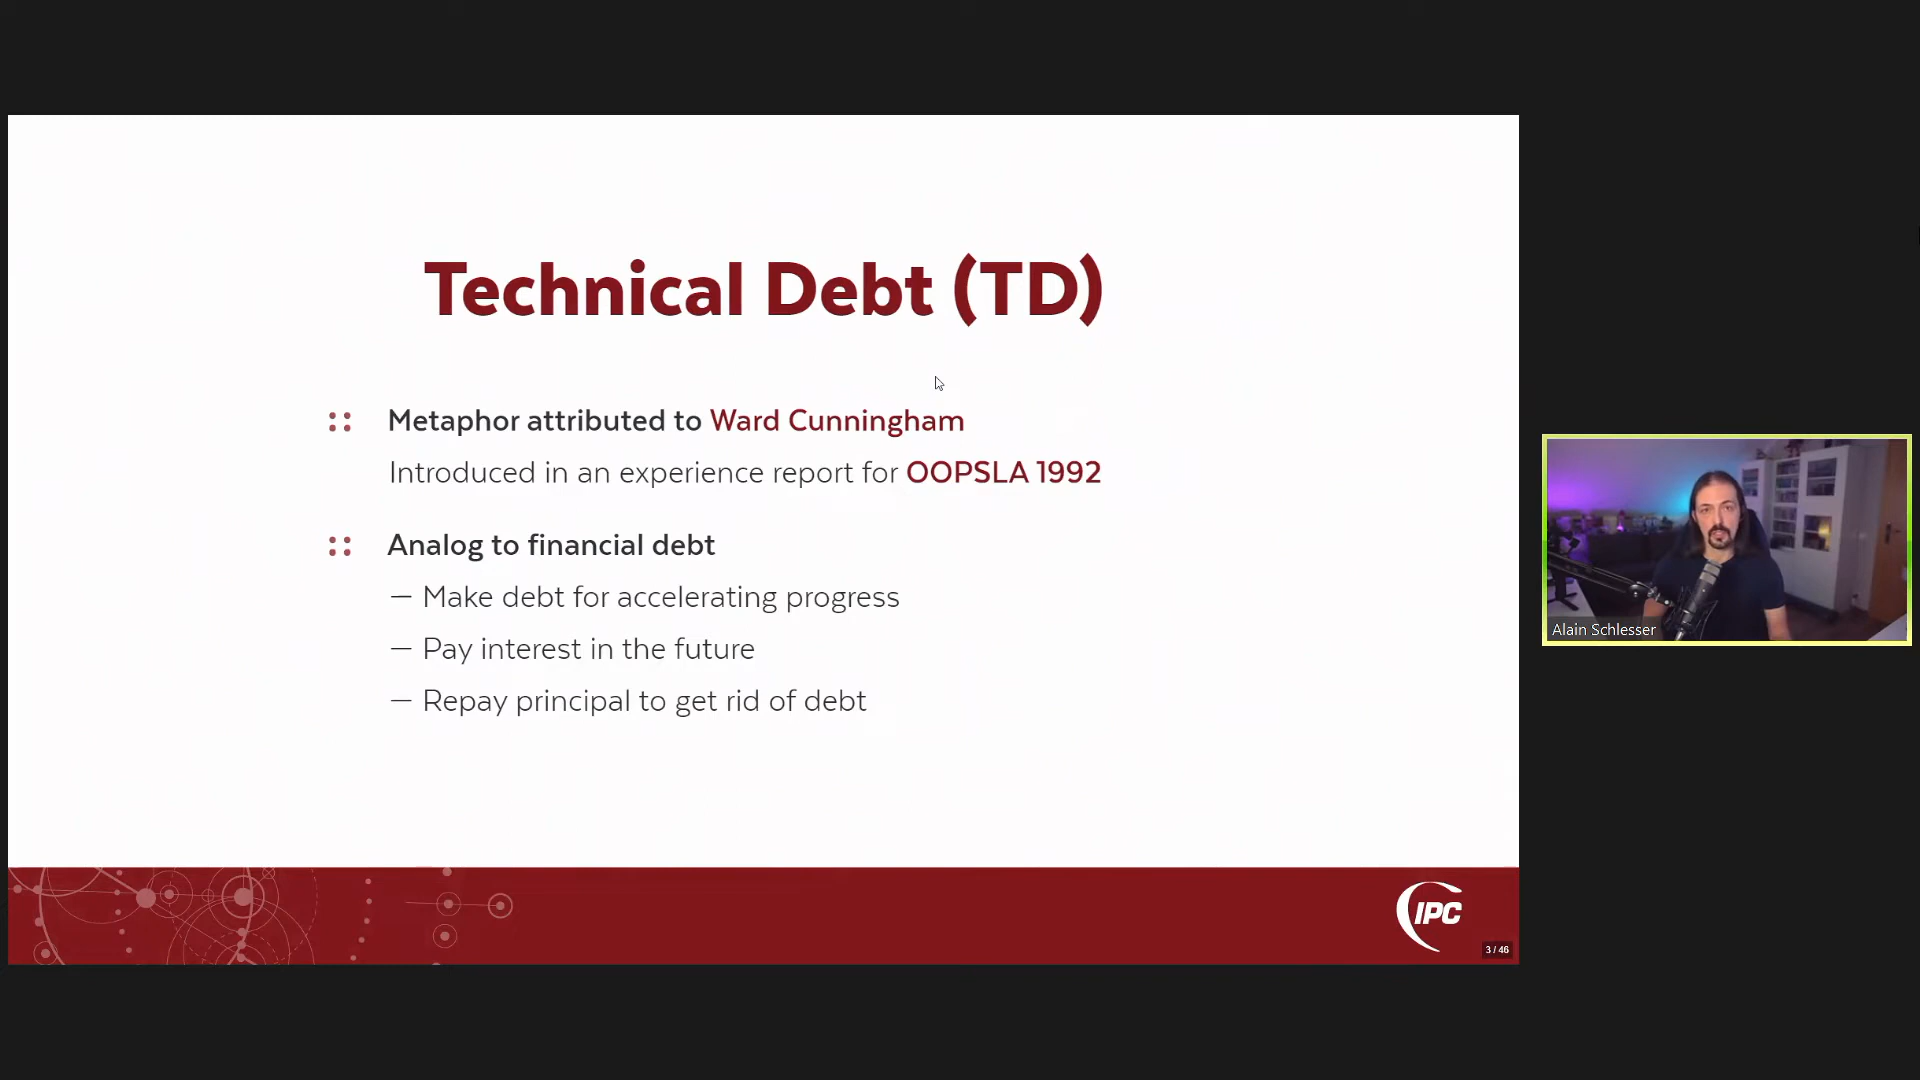 Technical Debt (TD)
Metaphor attributed to Ward Cunningham
Introduced in an experience report for OOPSLA 1992
Analog to financial debt
— Make debt for accelerating progress
— Pay interest in the future
— Repay principal to get rid of debt
Alain Schlesser
IPC
3 / 46